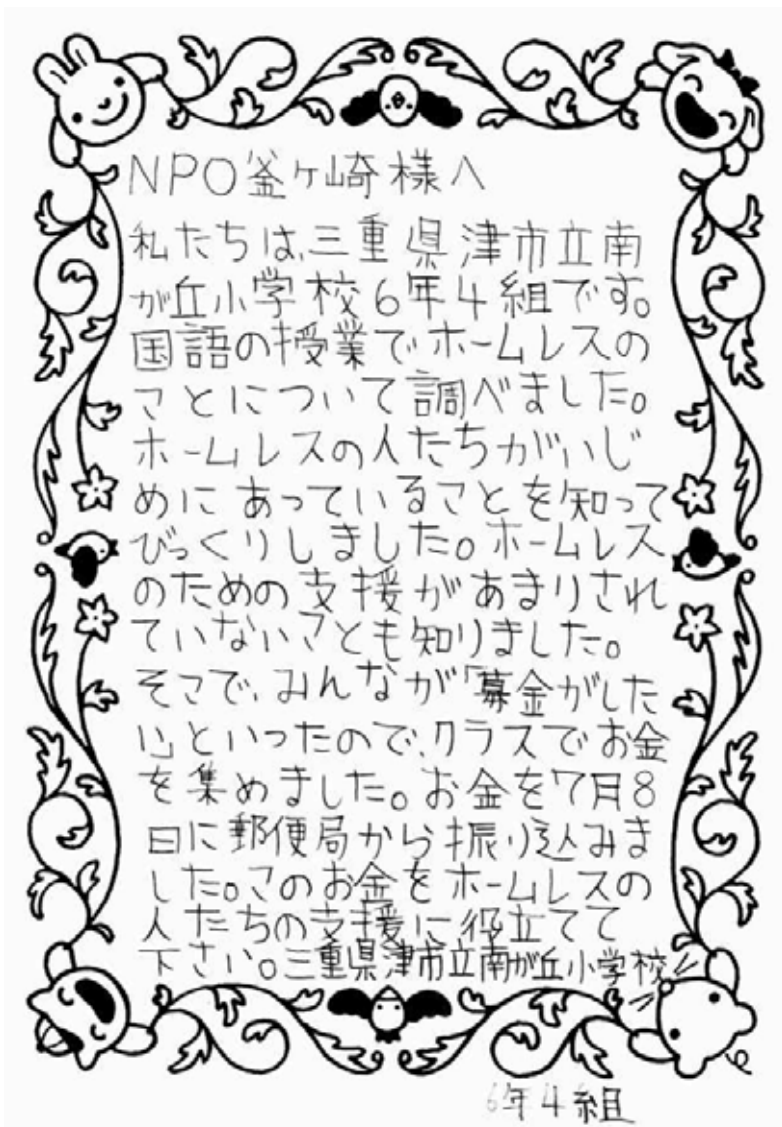 NPO釜ヶ崎様へ
私たちは、三重県津市立南
が丘小学校6年4組です。
国語の授業でホームレスの
ことについて調べました。
ホームレスの人たちがいじ
めにあっていることを知って
びっくりしました。ホームレス
のための支援があまりされ
ていないことも知りました。
そこで、みんなが「募金がした
い」といったので、クラスでお金
を集めました。お金を7月8
日に郵便局から振り込みま
した。このお金をホームレスの
人たちの支援に役立てて
下さい。三重県津市立南が丘小学校
6年4組